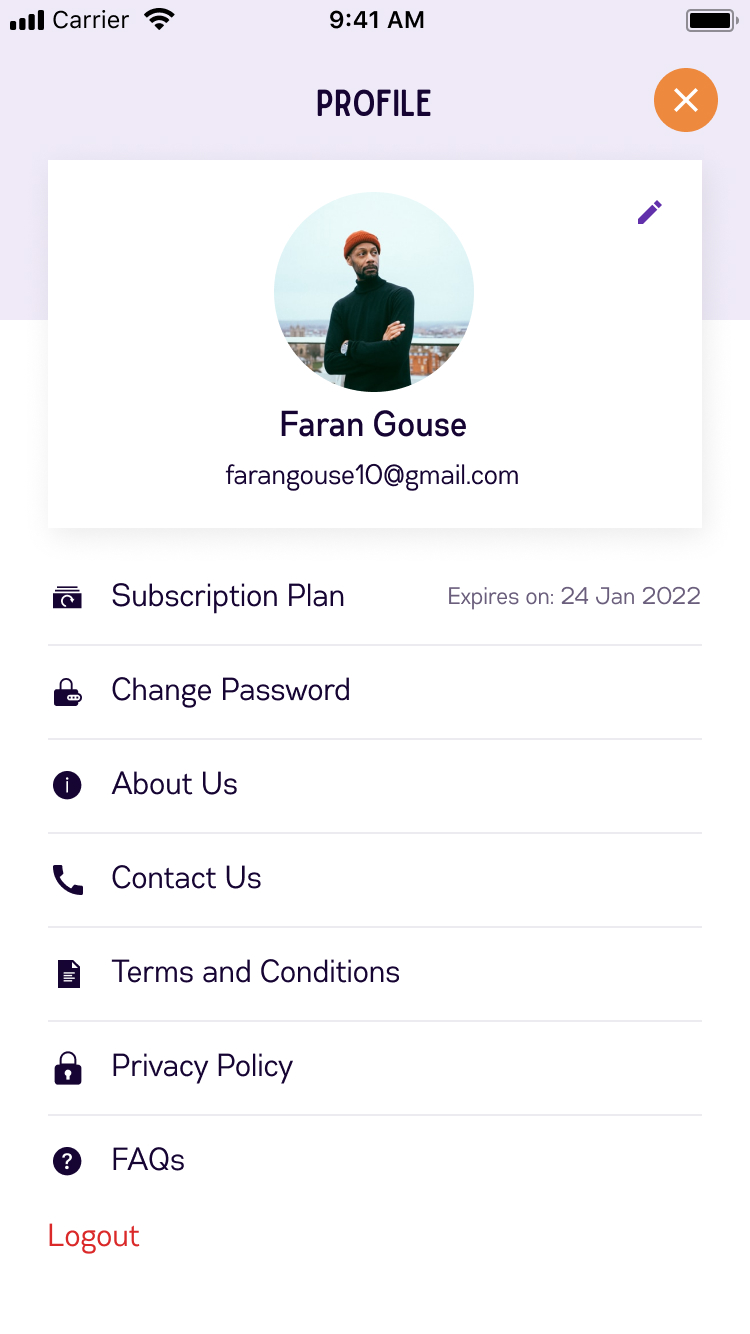 Carrier 9:41 AM
PROFILE
Faran Gouse
farangouse10@gmail.com
Subscription Plan Expires on: 24 Jan 2022
Change Password
About Us
Contact Us
Terms and Conditions
Privacy Policy
FAQs
Logout